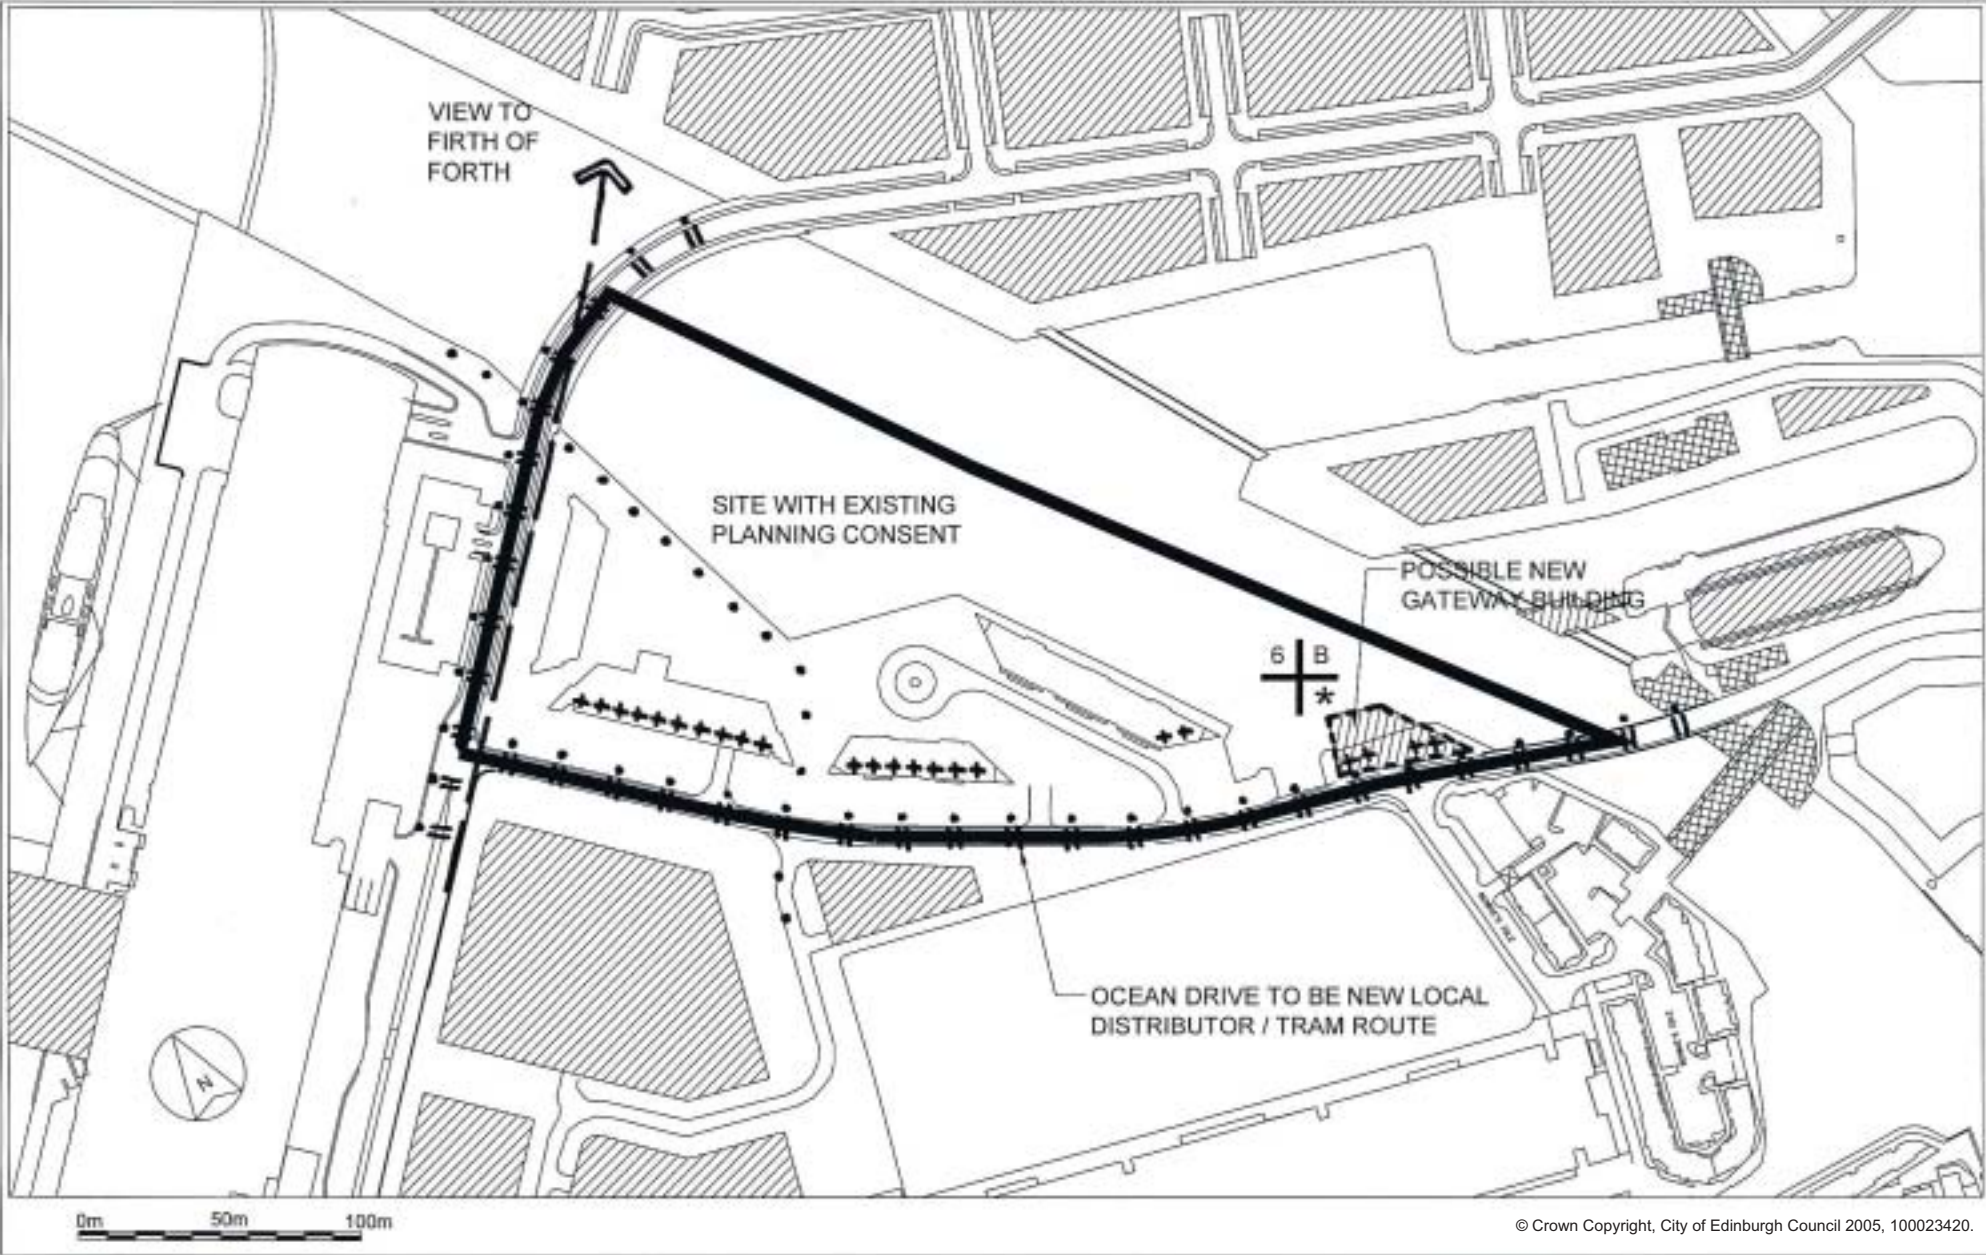 VIEW TO
FIRTH OF
FORTH
SITE WITH EXISTING
PLANNING CONSENT
POSSIBLE NEW
GATEWAY BUILDING
6 B
*
OCEAN DRIVE TO BE NEW LOCAL
DISTRIBUTOR / TRAM ROUTE
N
0m 50m 100m
© Crown Copyright, City of Edinburgh Council 2005, 100023420.